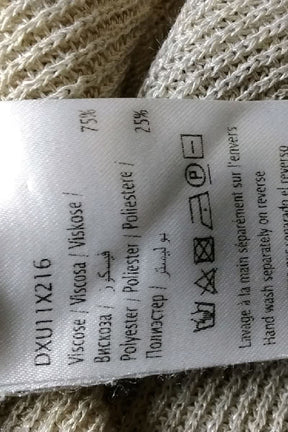 DXU11X216
Viscose / Viscosa / Viskose / 75%
Вискоза / فيسكوز
Polyester / Poliester / Poliestere / 25%
Полиэстер / بوليستر
Lavage à la main séparément sur l'envers
Hand wash separately on reverse